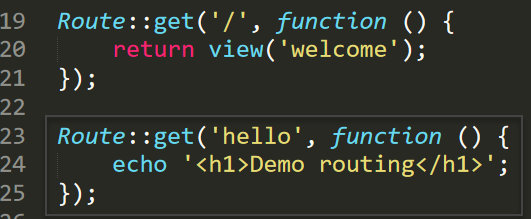 19 Route::get('/', function () {
20     return view('welcome');
21 });
22
23 Route::get('hello', function () {
24     echo '<h1>Demo routing</h1>';
25 });